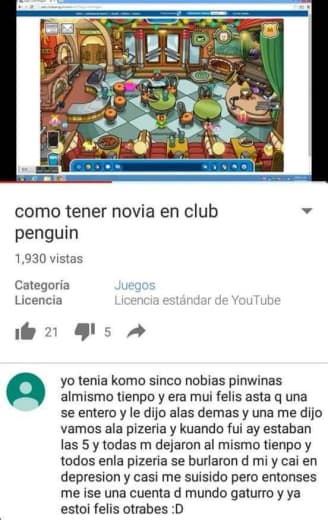 como tener novia en club
penguin
1,930 vistas
Categoría Juegos
Licencia Licencia estándar de YouTube
21 5
yo tenia komo sinco nobias pinwinas
almismo tienpo y era mui felis asta q una
se entero y le dijo alas demas y una me dijo
vamos ala pizeria y kuando fui ay estaban
las 5 y todas m dejaron al mismo tienpo y
todos enla pizeria se burlaron d mi y cai en
depresion y casi me suisido pero entonses
me ise una cuenta d mundo gaturro y ya
estoi felis otrabes :D